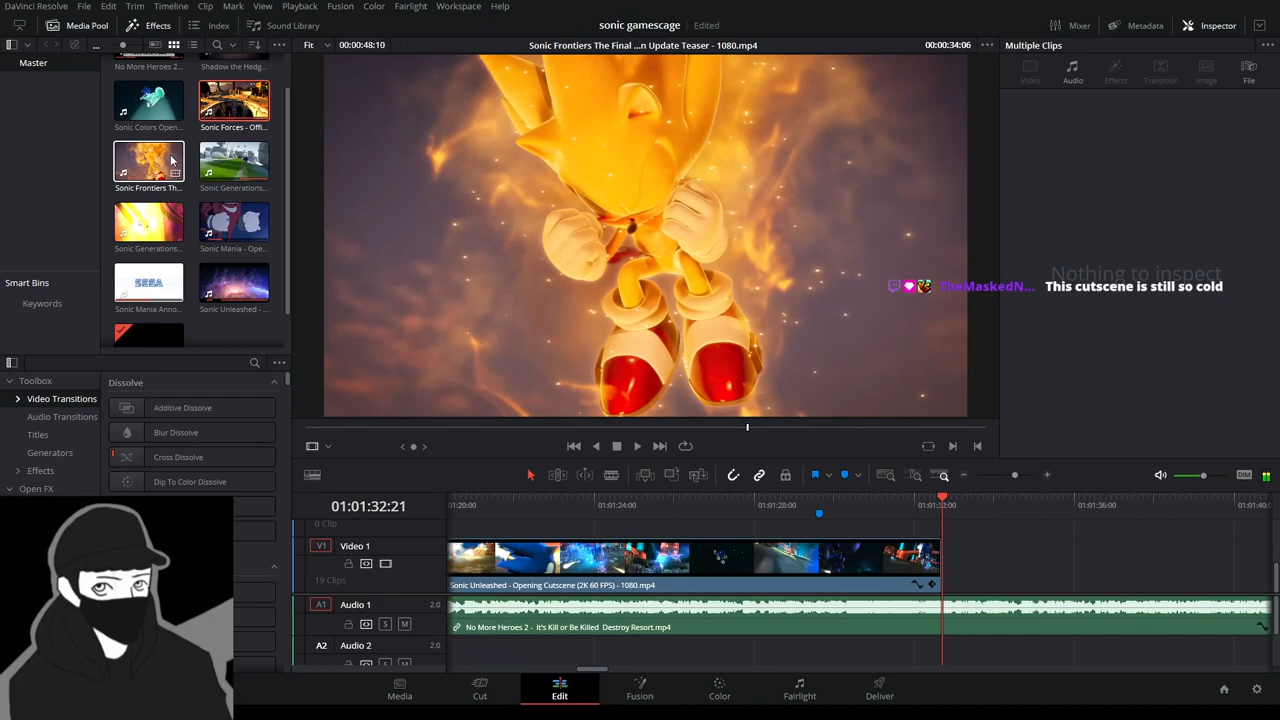 DaVinci Resolve File Edit Trim Timeline Clip Mark View Playback Fusion Color Fairlight Workspace Help
Media Pool Effects Index Sound Library sonic gamescage Edited Mixer Metadata Inspector
... Fit 00:00:48:10 Sonic Frontiers The Final ...n Update Teaser - 1080.mp4 00:00:34:06 Multiple Clips
Master
No More Heroes 2... Shadow the Hedg...
Video Audio Effects Transition Image File
Sonic Colors Open... Sonic Forces - Offi...
Sonic Frontiers Th... Sonic Generations...
Sonic Generations... Sonic Mania - Ope...
SEGA
Sonic Mania Anno... Sonic Unleashed - ...
Smart Bins
Keywords
Nothing to inspect
TheMaskedN... This cutscene is still so cold
Toolbox
Video Transitions
Audio Transitions
Titles
Generators
Effects
Open FX
Dissolve
Additive Dissolve
Blur Dissolve
Cross Dissolve
Dip To Color Dissolve
DIM
01:01:32:21
01:20:00 01:01:24:00 01:01:28:00 01:01:32:00 01:01:36:00 01:01:40:0
0 Clip
V1 Video 1
19 Clips
Sonic Unleashed - Opening Cutscene (2K 60 FPS) - 1080.mp4
A1 Audio 1 2.0
S M
No More Heroes 2 - It's Kill or Be Killed Destroy Resort.mp4
A2 Audio 2 2.0
Media Cut Edit Fusion Color Fairlight Deliver